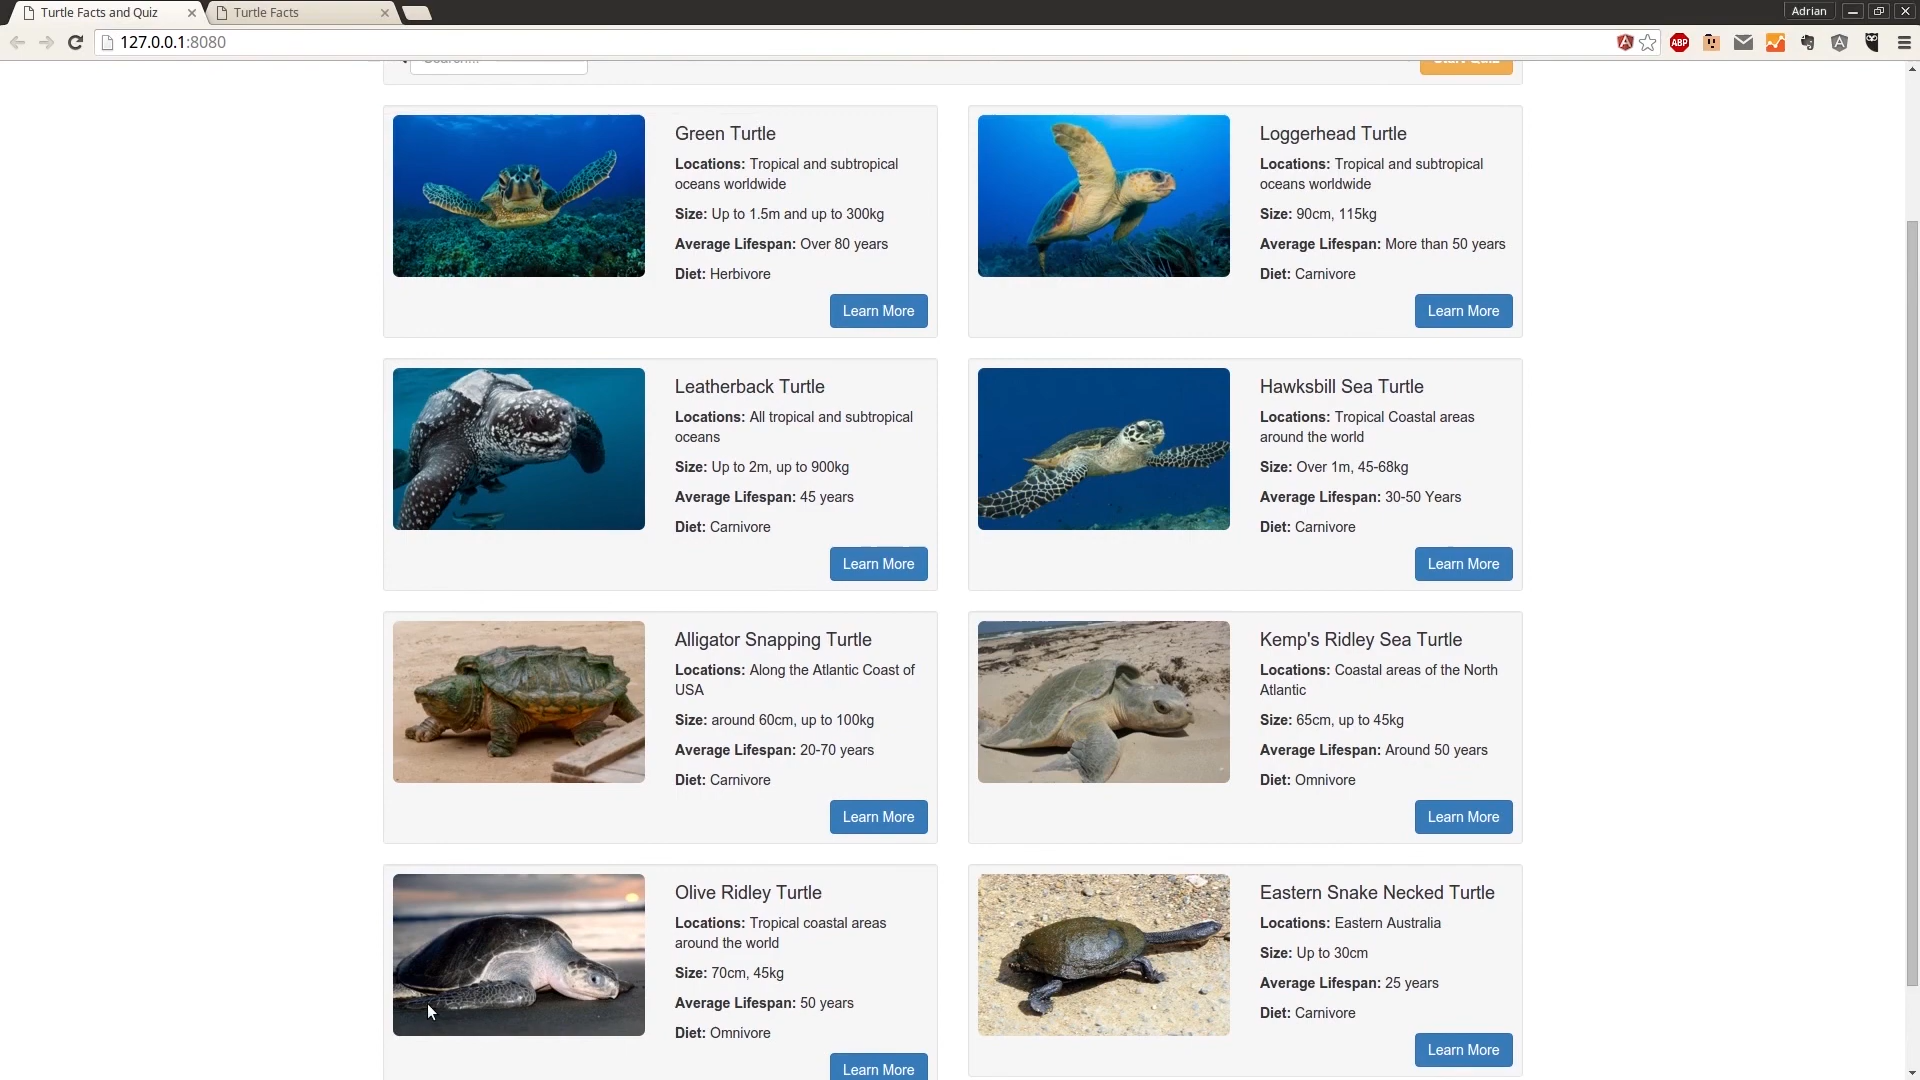 Turtle Facts and Quiz
Turtle Facts
Adrian
127.0.0.1:8080
ABP
Search...
Start Quiz
Green Turtle
Locations: Tropical and subtropical
oceans worldwide
Size: Up to 1.5m and up to 300kg
Average Lifespan: Over 80 years
Diet: Herbivore
Learn More
Loggerhead Turtle
Locations: Tropical and subtropical
oceans worldwide
Size: 90cm, 115kg
Average Lifespan: More than 50 years
Diet: Carnivore
Learn More
Leatherback Turtle
Locations: All tropical and subtropical
oceans
Size: Up to 2m, up to 900kg
Average Lifespan: 45 years
Diet: Carnivore
Learn More
Hawksbill Sea Turtle
Locations: Tropical Coastal areas
around the world
Size: Over 1m, 45-68kg
Average Lifespan: 30-50 Years
Diet: Carnivore
Learn More
Alligator Snapping Turtle
Locations: Along the Atlantic Coast of
USA
Size: around 60cm, up to 100kg
Average Lifespan: 20-70 years
Diet: Carnivore
Learn More
Kemp's Ridley Sea Turtle
Locations: Coastal areas of the North
Atlantic
Size: 65cm, up to 45kg
Average Lifespan: Around 50 years
Diet: Omnivore
Learn More
Olive Ridley Turtle
Locations: Tropical coastal areas
around the world
Size: 70cm, 45kg
Average Lifespan: 50 years
Diet: Omnivore
Learn More
Eastern Snake Necked Turtle
Locations: Eastern Australia
Size: Up to 30cm
Average Lifespan: 25 years
Diet: Carnivore
Learn More